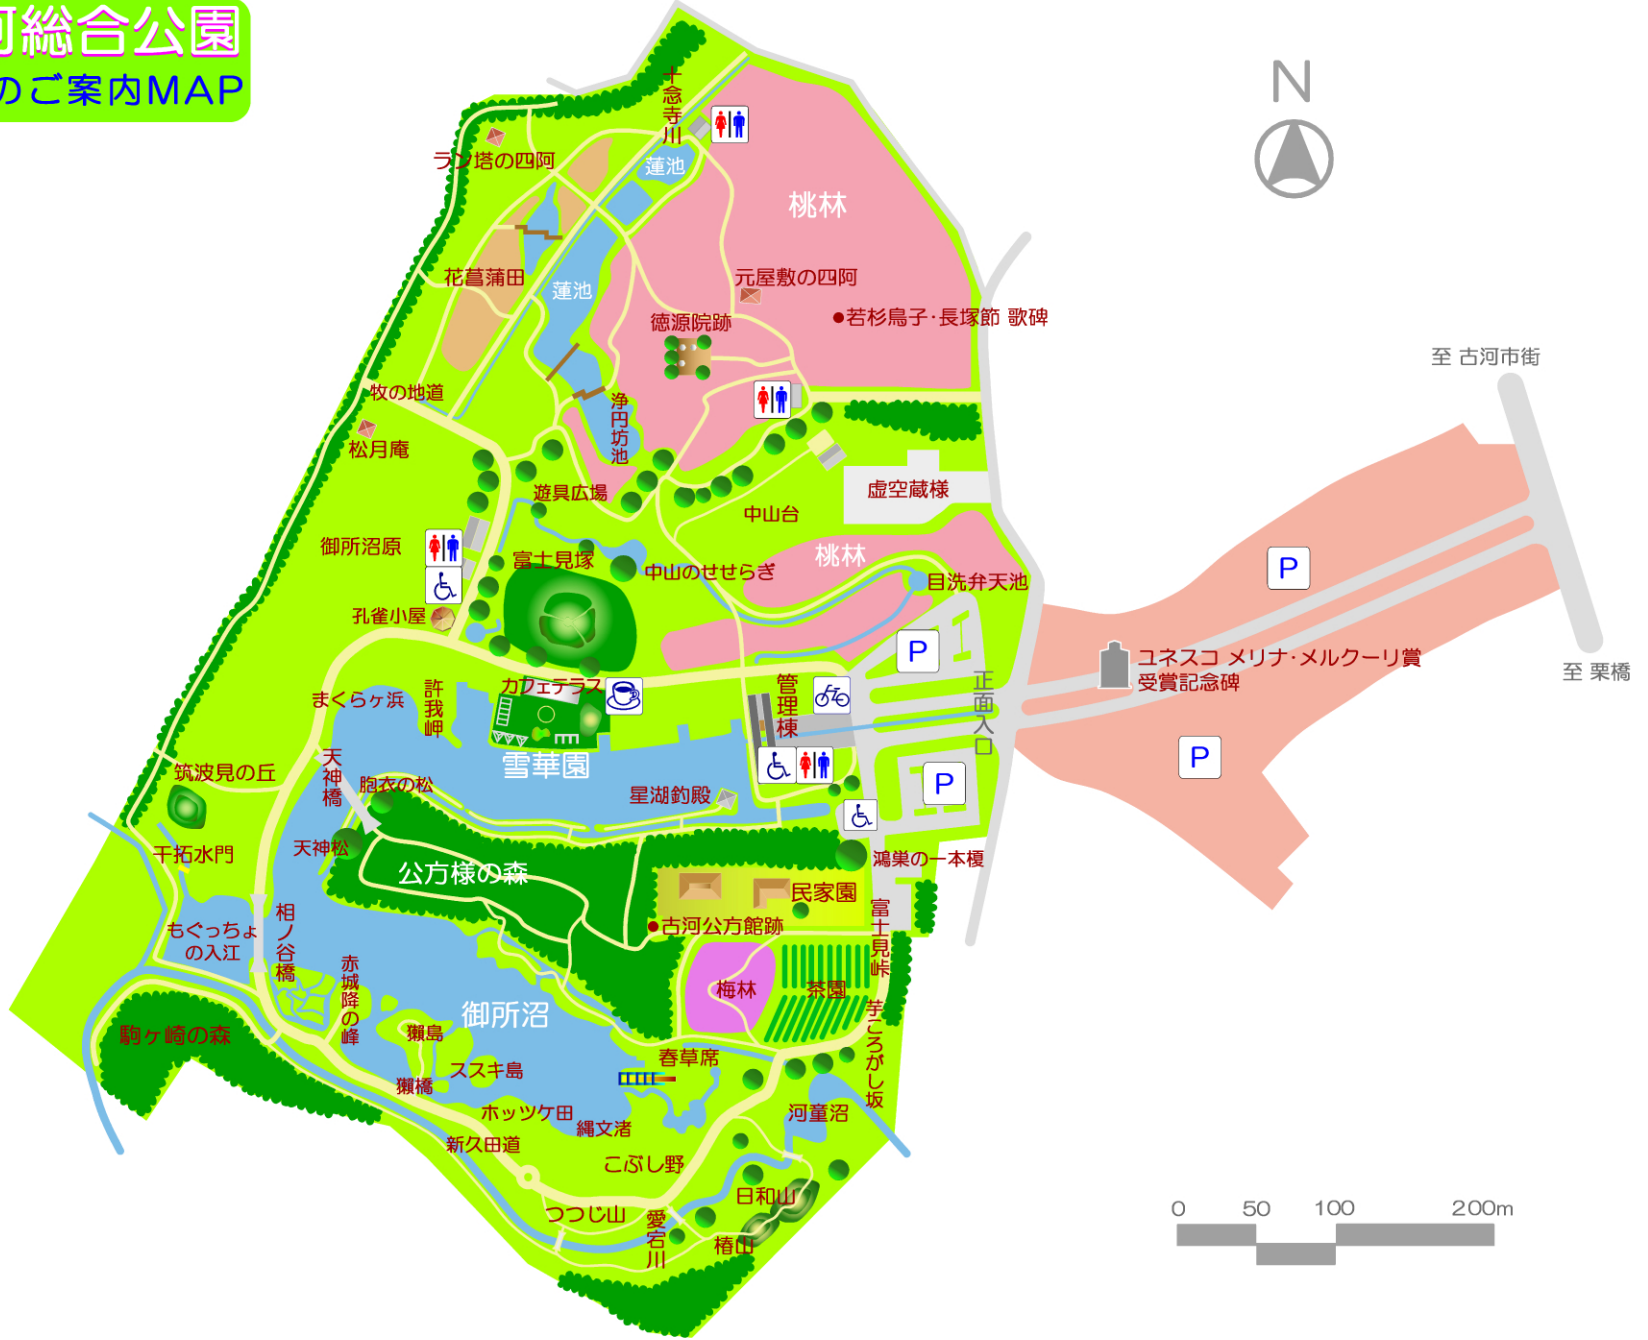 河総合公園
のご案内MAP
N
十念寺川
ラン塔の四阿
蓮池
桃林
花菖蒲田
蓮池
元屋敷の四阿
●若杉鳥子・長塚節 歌碑
徳源院跡
至 古河市街
牧の地道
浄円坊池
松月庵
遊具広場
虚空蔵様
中山台
御所沼原
富士見塚
桃林
中山のせせらぎ
目洗弁天池
P
孔雀小屋
P
ユネスコ メリナ・メルクーリ賞
受賞記念碑
至 栗橋
正面入口
まくらヶ浜
許我岬
カフェテラス
管理棟
雪華園
P
天神橋
筑波見の丘
胞衣の松
星湖釣殿
P
天神松
干拓水門
公方様の森
鴻巣の一本榎
民家園
富士見峠
もぐっちょ
の入江
相ノ谷橋
●古河公方館跡
赤城降の峰
梅林
茶園
御所沼
芋ころがし坂
駒ヶ崎の森
獺島
春草席
ススキ島
獺橋
ホッツケ田
縄文渚
河童沼
新久田道
こぶし野
日和山
つつじ山
愛宕川
椿山
0 50 100 200m